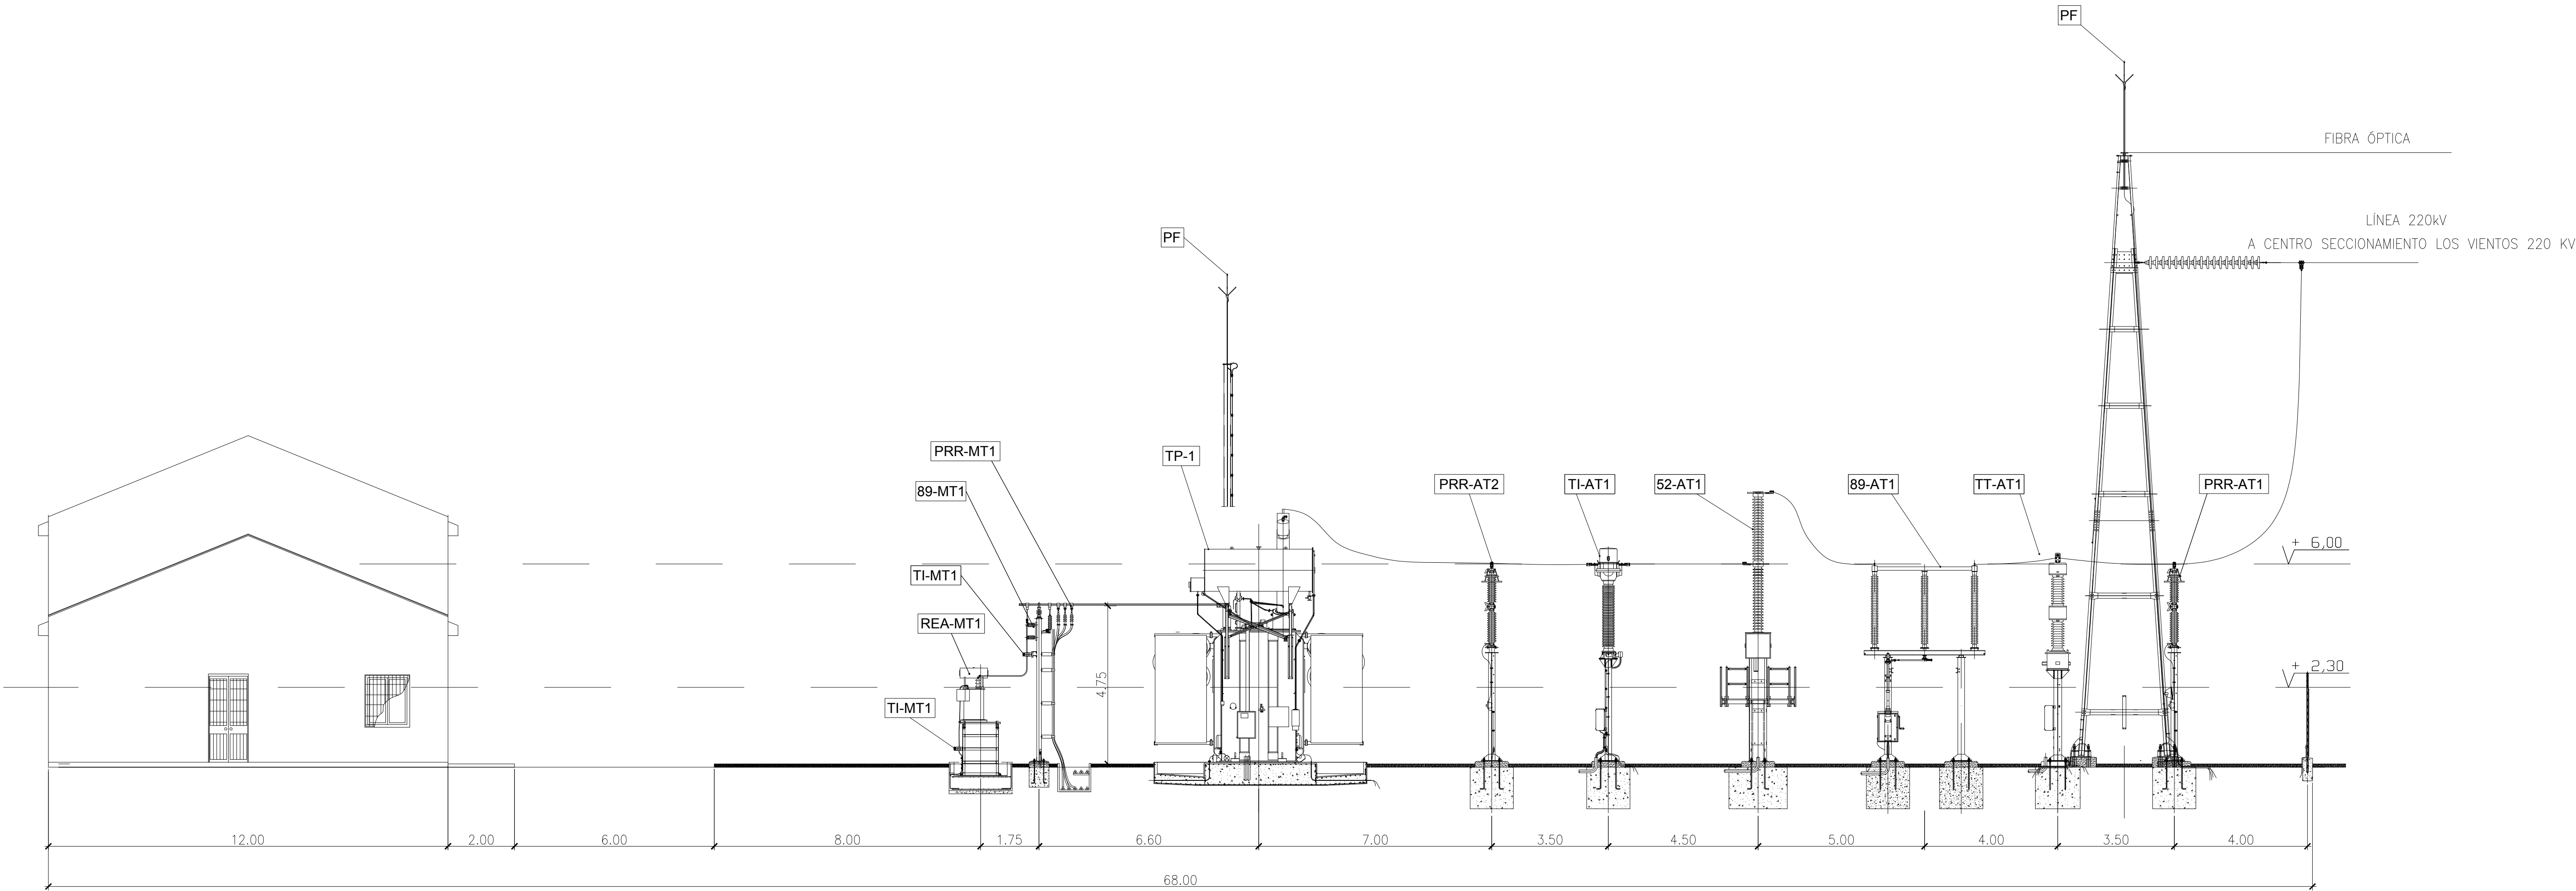 PF
FIBRA ÓPTICA
LÍNEA 220kV
A CENTRO SECCIONAMIENTO LOS VIENTOS 220 KV
PF
PRR-MT1
TP-1
89-MT1
PRR-AT2
TI-AT1
52-AT1
89-AT1
TT-AT1
PRR-AT1
+ 6,00
TI-MT1
REA-MT1
+ 2,30
4.75
TI-MT1
12.00
2.00
6.00
8.00
1.75
6.60
7.00
3.50
4.50
5.00
4.00
3.50
4.00
68.00